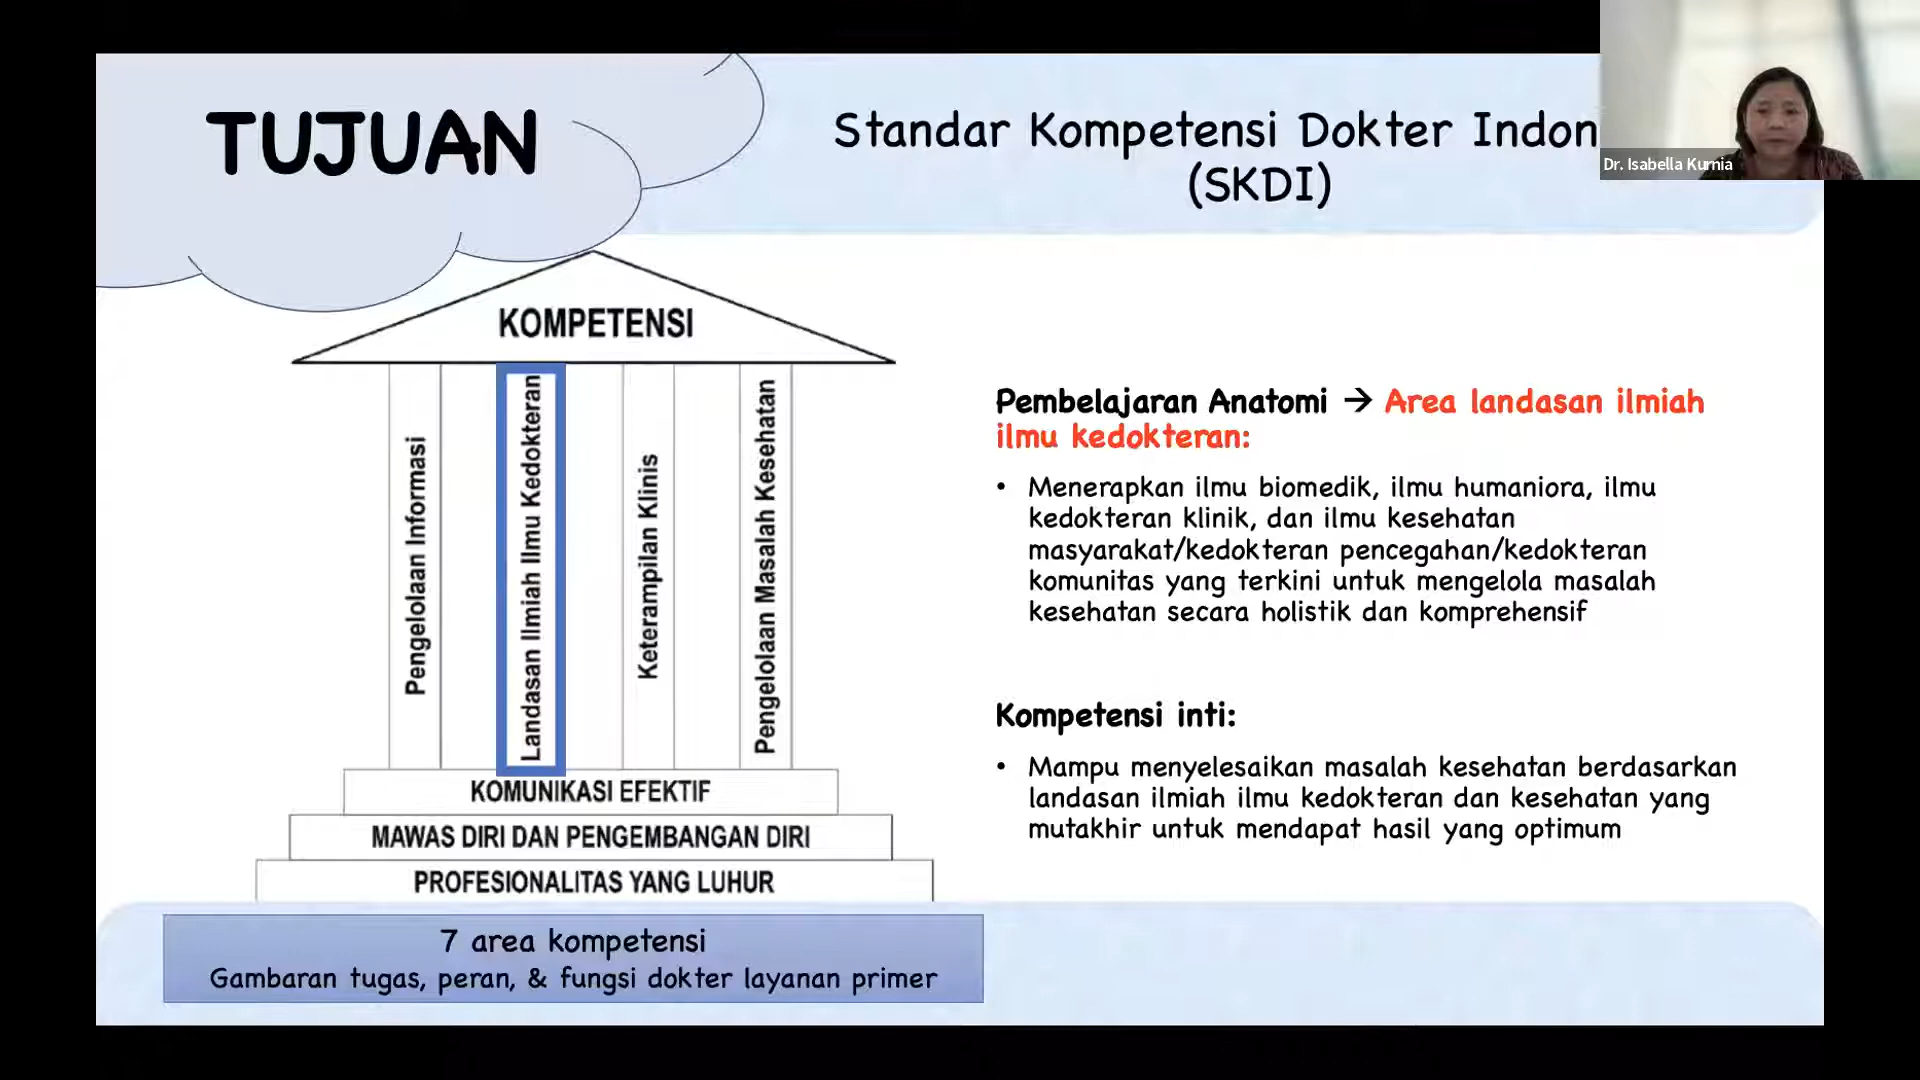 TUJUAN
Standar Kompetensi Dokter Indon
(SKDI)
Dr. Isabella Kurnia
KOMPETENSI
Pengelolaan Informasi
Landasan Ilmiah Ilmu Kedokteran
Keterampilan Klinis
Pengelolaan Masalah Kesehatan
KOMUNIKASI EFEKTIF
MAWAS DIRI DAN PENGEMBANGAN DIRI
PROFESIONALITAS YANG LUHUR
7 area kompetensi
Gambaran tugas, peran, & fungsi dokter layanan primer
Pembelajaran Anatomi → Area landasan ilmiah
ilmu kedokteran:
• Menerapkan ilmu biomedik, ilmu humaniora, ilmu
kedokteran klinik, dan ilmu kesehatan
masyarakat/kedokteran pencegahan/kedokteran
komunitas yang terkini untuk mengelola masalah
kesehatan secara holistik dan komprehensif
Kompetensi inti:
• Mampu menyelesaikan masalah kesehatan berdasarkan
landasan ilmiah ilmu kedokteran dan kesehatan yang
mutakhir untuk mendapat hasil yang optimum